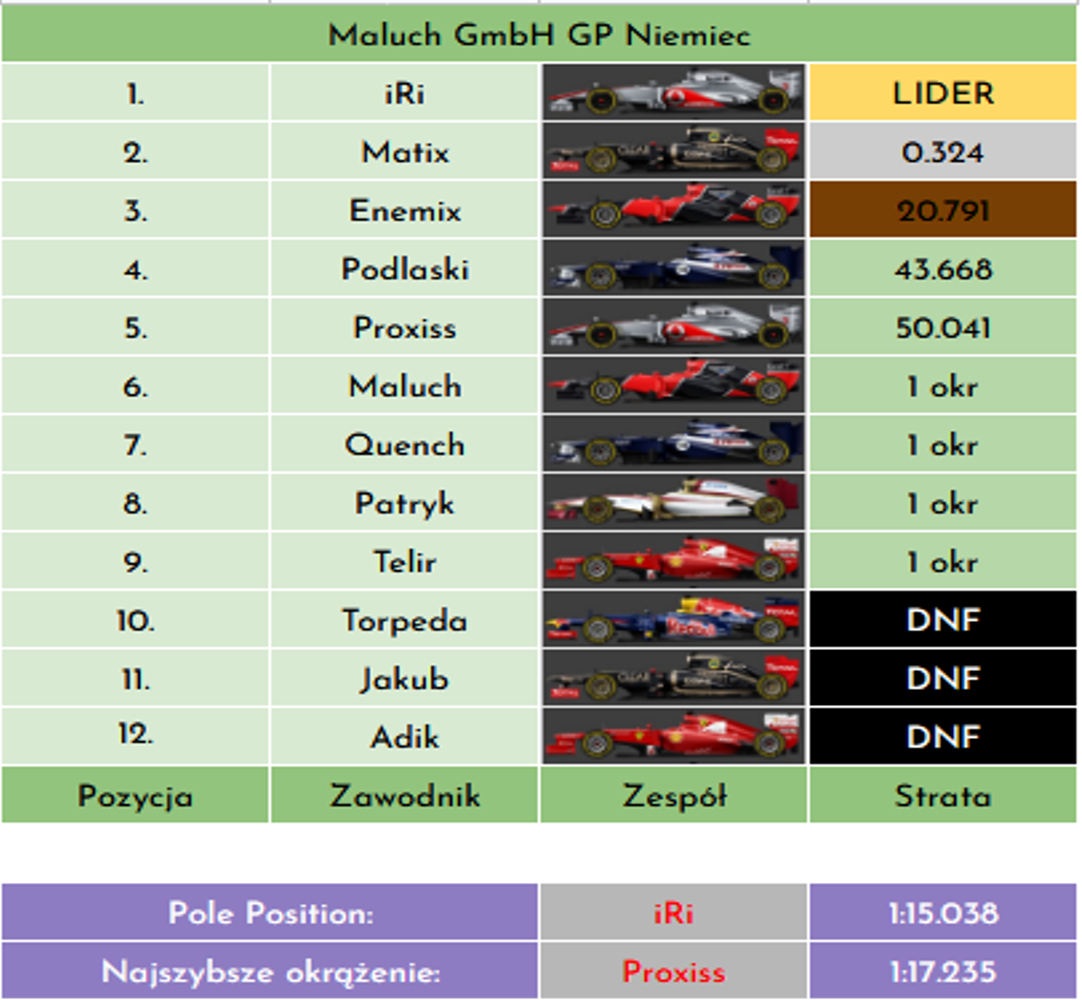 Maluch GmbH GP Niemiec
1. iRi LIDER
2. Matix 0.324
3. Enemix 20.791
4. Podlaski 43.668
5. Proxiss 50.041
6. Maluch 1 okr
7. Quench 1 okr
8. Patryk 1 okr
9. Telir 1 okr
10. Torpeda DNF
11. Jakub DNF
12. Adik DNF
Pozycja Zawodnik Zespół Strata
Pole Position: iRi 1:15.038
Najszybsze okrążenie: Proxiss 1:17.235